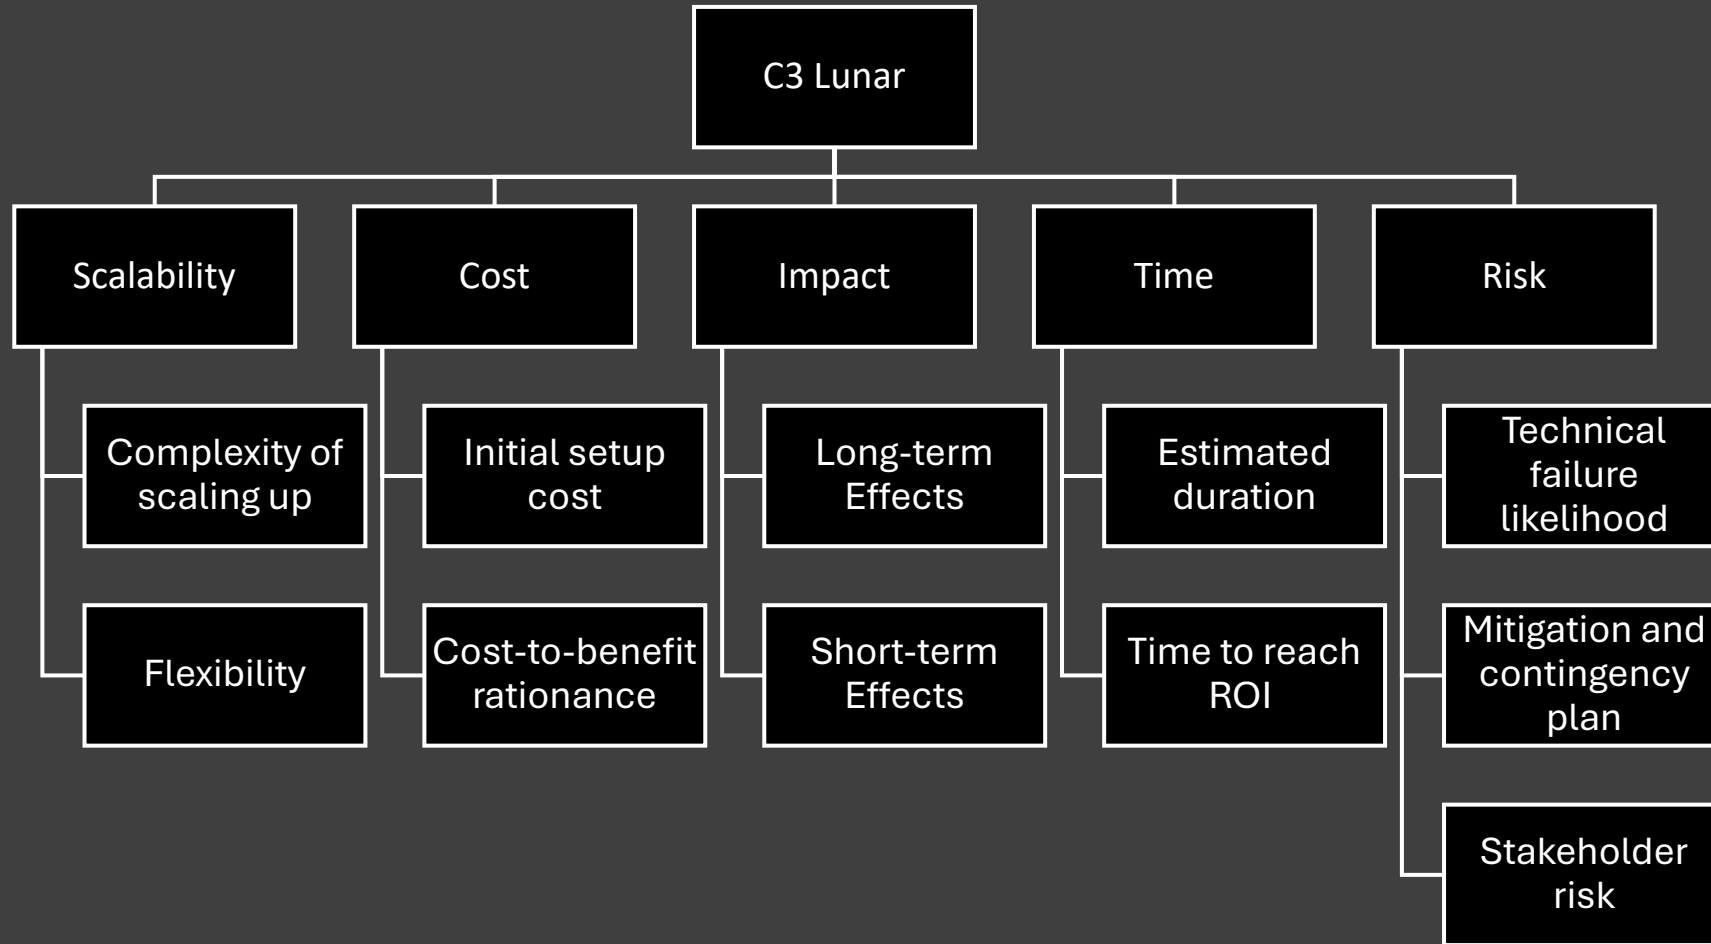 C3 Lunar
Scalability
Cost
Impact
Time
Risk
Complexity of
scaling up
Initial setup
cost
Long-term
Effects
Estimated
duration
Technical
failure
likelihood
Flexibility
Cost-to-benefit
rationance
Short-term
Effects
Time to reach
ROI
Mitigation and
contingency
plan
Stakeholder
risk